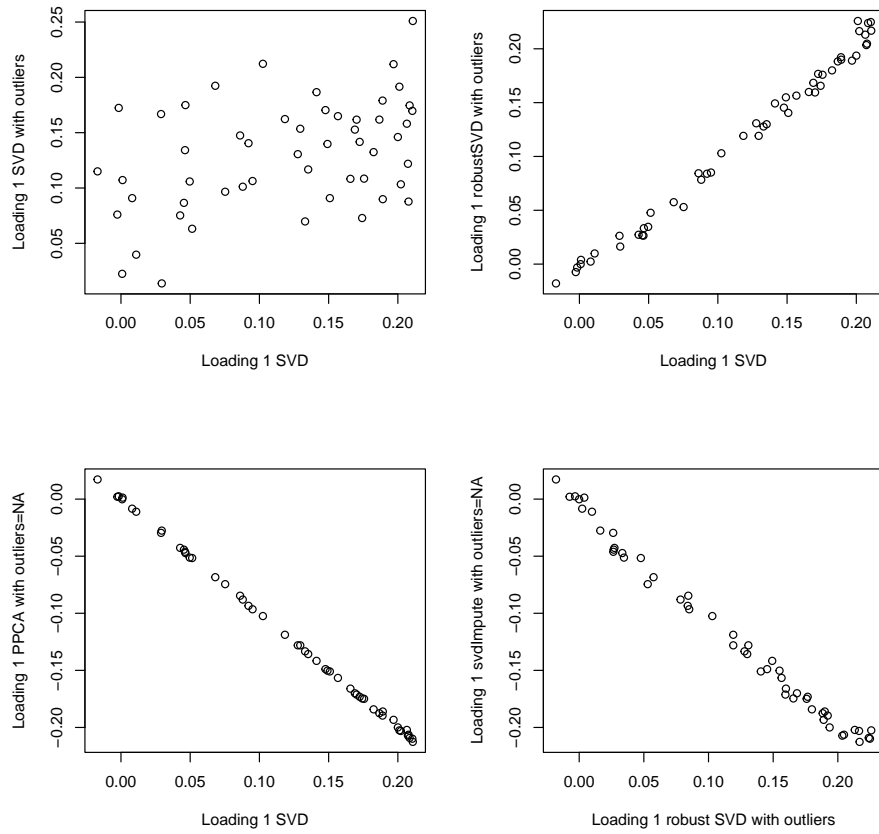 0.25
0.20
0.15
0.10
0.05
Loading 1 SVD with outliers
0.00 0.05 0.10 0.15 0.20
Loading 1 SVD
0.20
0.15
0.10
0.05
0.00
Loading 1 robustSVD with outliers
0.00 0.05 0.10 0.15 0.20
Loading 1 SVD
0.00
−0.05
−0.10
−0.15
−0.20
Loading 1 PPCA with outliers=NA
0.00 0.05 0.10 0.15 0.20
Loading 1 SVD
0.00
−0.05
−0.10
−0.15
−0.20
Loading 1 svdImpute with outliers=NA
0.00 0.05 0.10 0.15 0.20
Loading 1 robust SVD with outliers